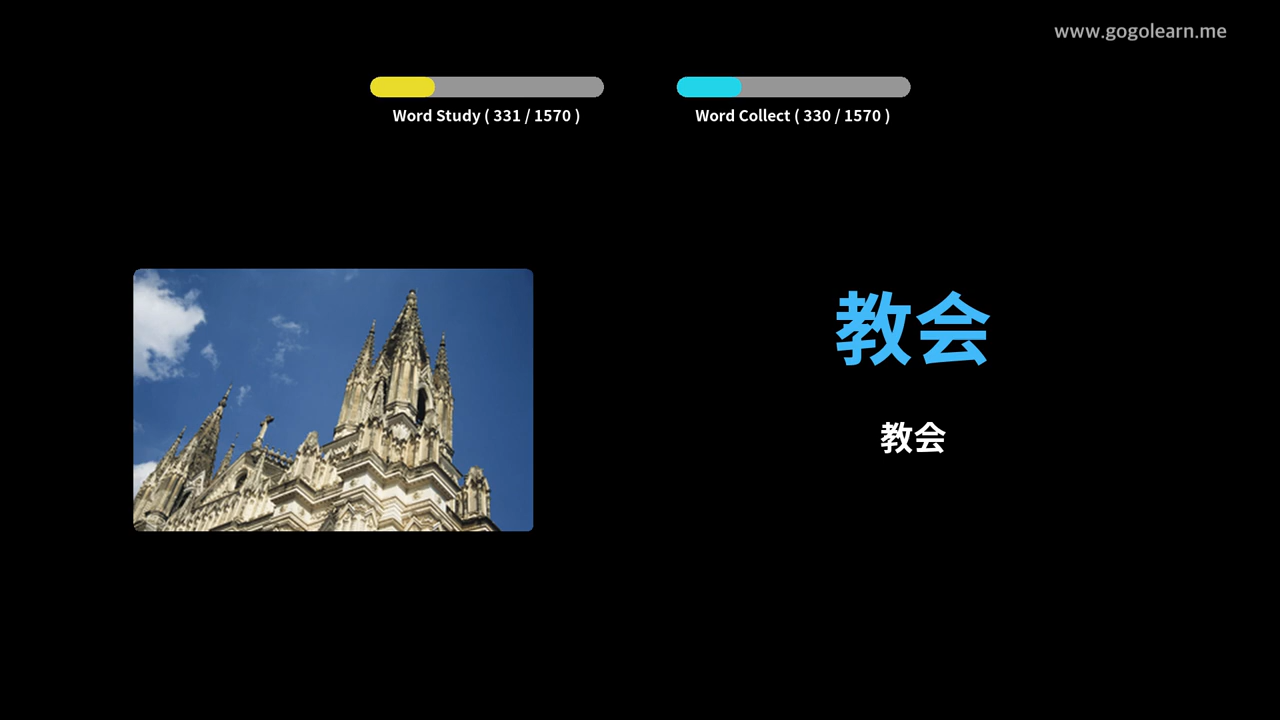 www.gogolearn.me
Word Study ( 331 / 1570 )
Word Collect ( 330 / 1570 )
教会
教会